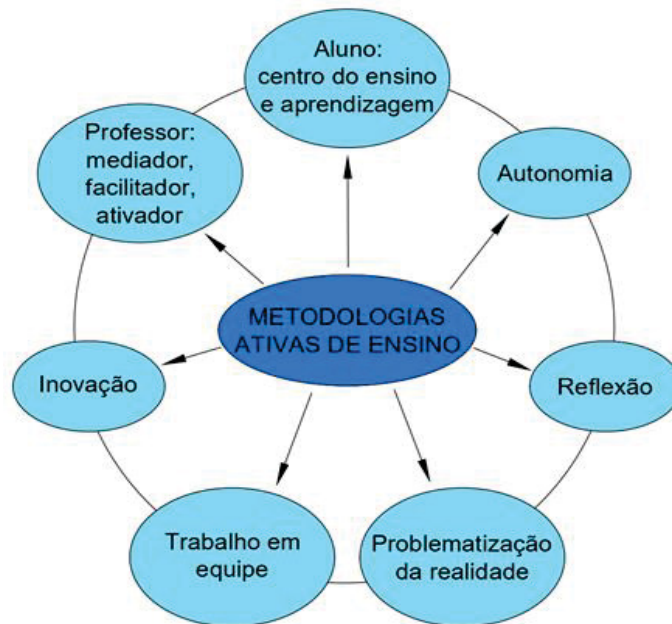 Aluno:
centro do ensino
e aprendizagem
Professor:
mediador,
facilitador,
ativador
Autonomia
METODOLOGIAS
ATIVAS DE ENSINO
Inovação
Reflexão
Trabalho em
equipe
Problematização
da realidade